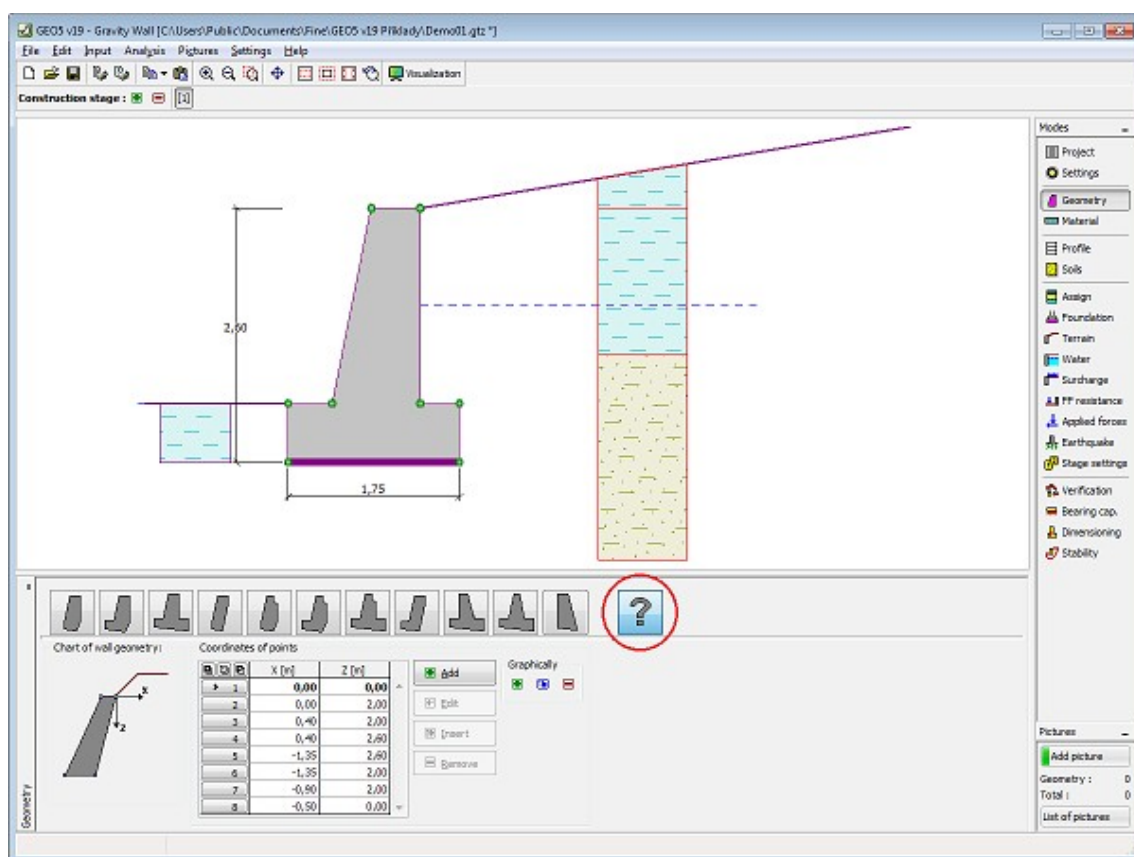 GEO5 v19 - Gravity Wall [C:\Users\Public\Documents\Fine\GEO5 v19 Příklady\Demo01.gtz *]
File Edit Input Analysis Pictures Settings Help
Visualization
Construction stage : [1]
2,60
1,75
Modes
Project
Settings
Geometry
Material
Profile
Soils
Assign
Foundation
Terrain
Water
Surcharge
FF resistance
Applied forces
Earthquake
Stage settings
Verification
Bearing cap.
Dimensioning
Stability
Pictures
Add picture
Geometry : 0
Total : 0
List of pictures
Geometry
?
Chart of wall geometry:
x
z
Coordinates of points
X [m] Z [m]
1 0,00 0,00
2 0,00 2,00
3 0,40 2,00
4 0,40 2,60
5 -1,35 2,60
6 -1,35 2,00
7 -0,90 2,00
8 -0,50 0,00
Add
Edit
Insert
Remove
Graphically